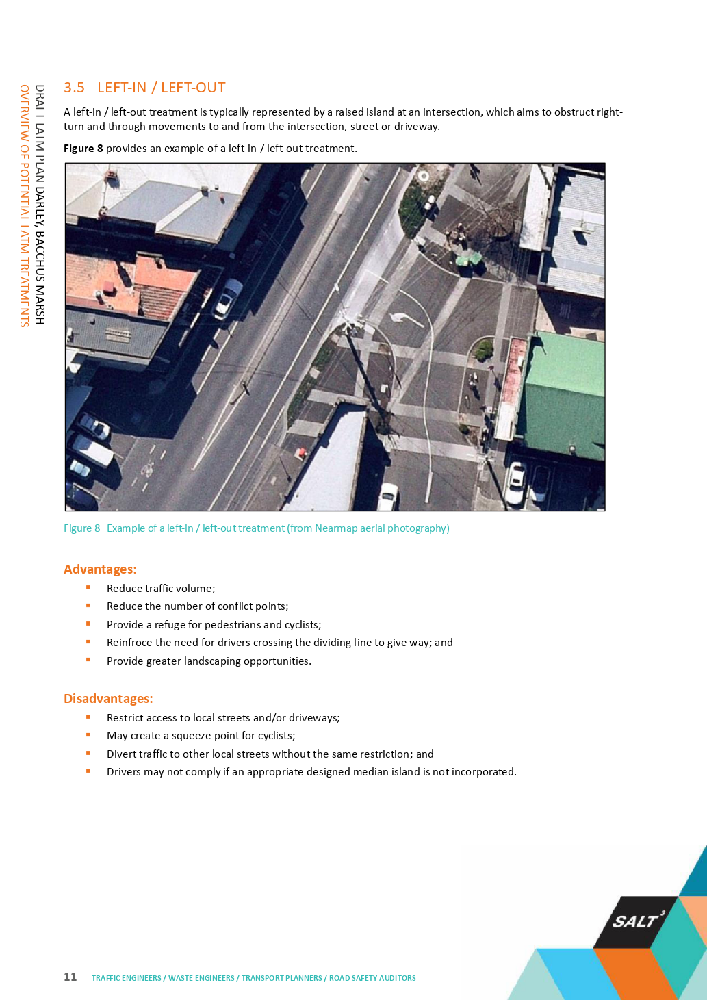 DRAFT LATM PLAN DARLEY, BACCHUS MARSH
OVERVIEW OF POTENTIAL LATM TREATMENTS
3.5 LEFT-IN / LEFT-OUT
A left-in / left-out treatment is typically represented by a raised island at an intersection, which aims to obstruct right-
turn and through movements to and from the intersection, street or driveway.
Figure 8 provides an example of a left-in / left-out treatment.
Figure 8 Example of a left-in / left-out treatment (from Nearmap aerial photography)
Advantages:
▪ Reduce traffic volume;
▪ Reduce the number of conflict points;
▪ Provide a refuge for pedestrians and cyclists;
▪ Reinfroce the need for drivers crossing the dividing line to give way; and
▪ Provide greater landscaping opportunities.
Disadvantages:
▪ Restrict access to local streets and/or driveways;
▪ May create a squeeze point for cyclists;
▪ Divert traffic to other local streets without the same restriction; and
▪ Drivers may not comply if an appropriate designed median island is not incorporated.
SALT³
11 TRAFFIC ENGINEERS / WASTE ENGINEERS / TRANSPORT PLANNERS / ROAD SAFETY AUDITORS